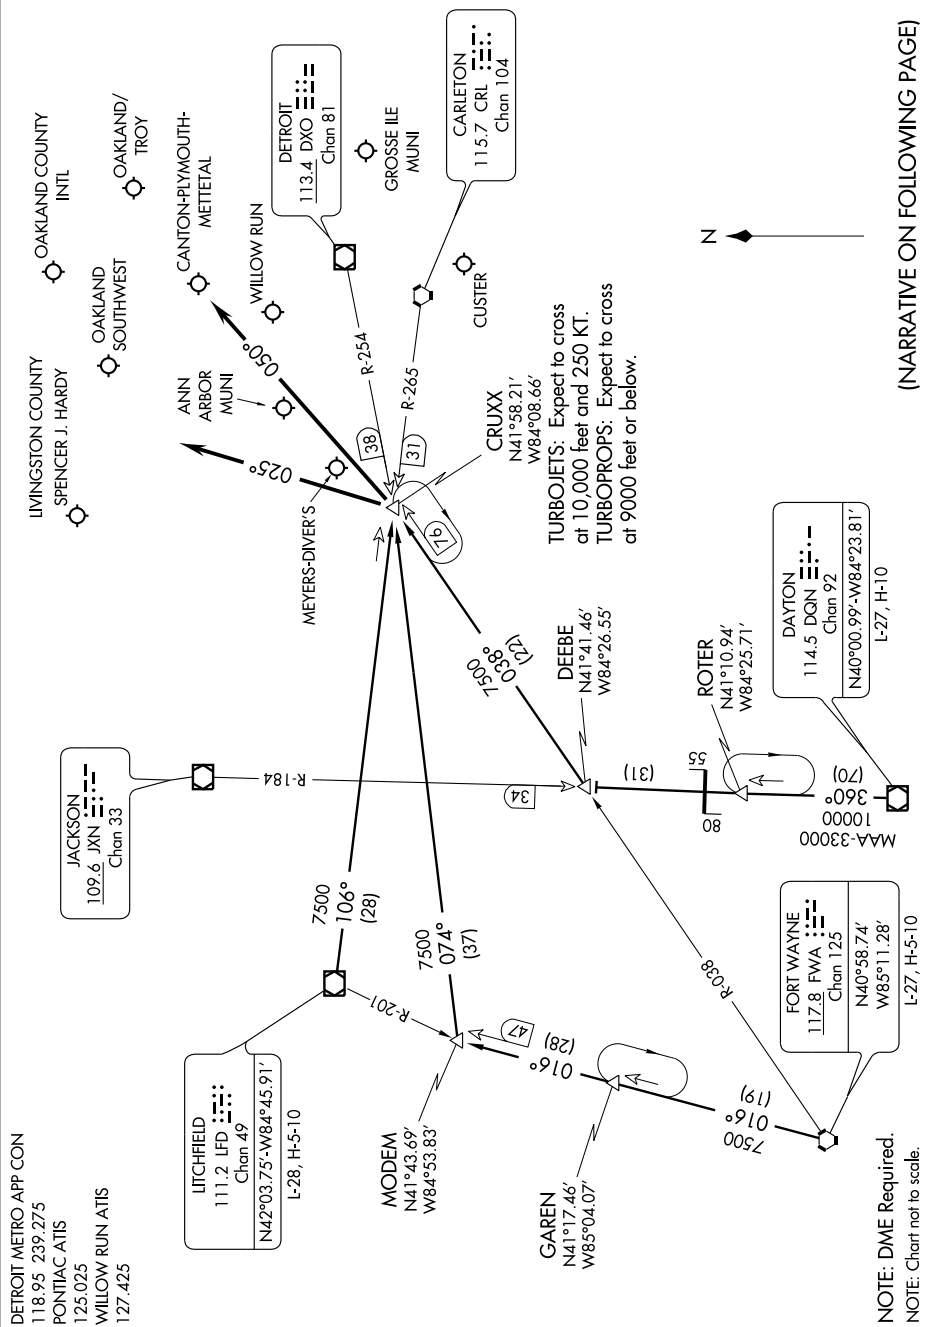 DETROIT METRO APP CON
118.95 239.275
PONTIAC ATIS
125.025
WILLOW RUN ATIS
127.425
LITCHFIELD
111.2 LFD
Chan 49
N42°03.75'-W84°45.91'
L-28, H-5-10
JACKSON
109.6 JXN
Chan 33
LIVINGSTON COUNTY
SPENCER J. HARDY
OAKLAND
SOUTHWEST
OAKLAND COUNTY
INTL
OAKLAND/
TROY
CANTON-PLYMOUTH-
METTETAL
WILLOW RUN
ANN
ARBOR
MUNI
MEYERS-DIVER'S
DETROIT
113.4 DXO
Chan 81
GROSSE ILE
MUNI
CARLETON
115.7 CRL
Chan 104
CUSTER
025°
050°
R-254
38
R-265
31
CRUXX
N41°58.21'
W84°08.66'
TURBOJETS: Expect to cross
at 10,000 feet and 250 KT.
TURBOPROPS: Expect to cross
at 9000 feet or below.
76
7500
106°
(28)
7500
074°
(37)
R-201
R-184
34
7500
038°
(22)
MODEM
N41°43.69'
W84°53.83'
47
(28)
016°
GAREN
N41°17.46'
W85°04.07'
(19)
016°
7500
R-038
DEEBE
N41°41.46'
W84°26.55'
(31)
55
80
ROTER
N41°10.94'
W84°25.71'
(70)
360°
10000
MAA-33000
DAYTON
114.5 DQN
Chan 92
N40°00.99'-W84°23.81'
L-27, H-10
FORT WAYNE
117.8 FWA
Chan 125
N40°58.74'
W85°11.28'
L-27, H-5-10
N
NOTE: DME Required.
NOTE: Chart not to scale.
(NARRATIVE ON FOLLOWING PAGE)